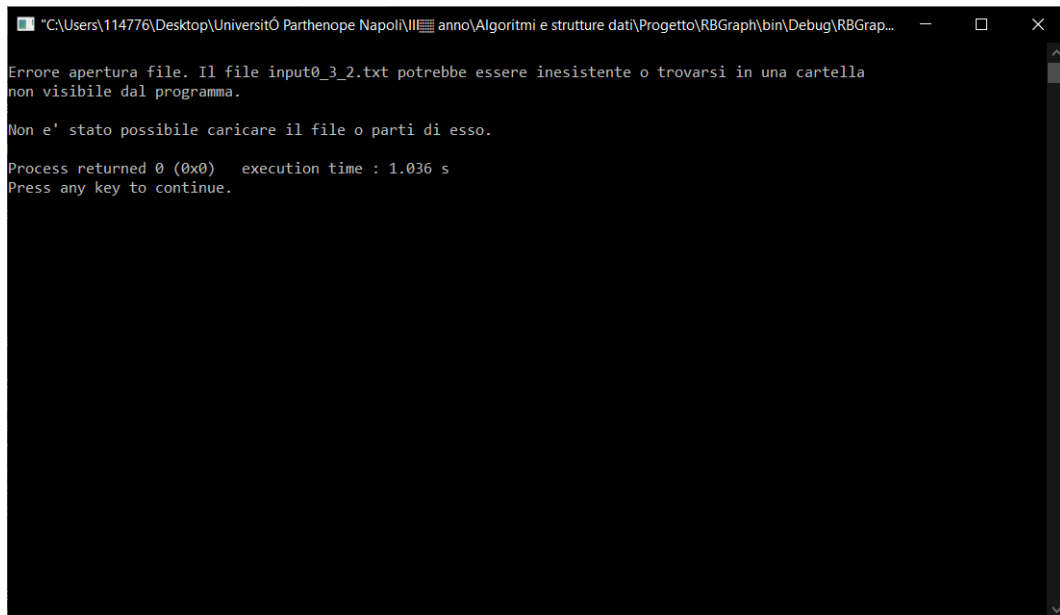 "C:\Users\114776\Desktop\UniversitÓ Parthenope Napoli\III▒ anno\Algoritmi e strutture dati\Progetto\RBGraph\bin\Debug\RBGrap...
Errore apertura file. Il file input0_3_2.txt potrebbe essere inesistente o trovarsi in una cartella
non visibile dal programma.
Non e' stato possibile caricare il file o parti di esso.
Process returned 0 (0x0)   execution time : 1.036 s
Press any key to continue.